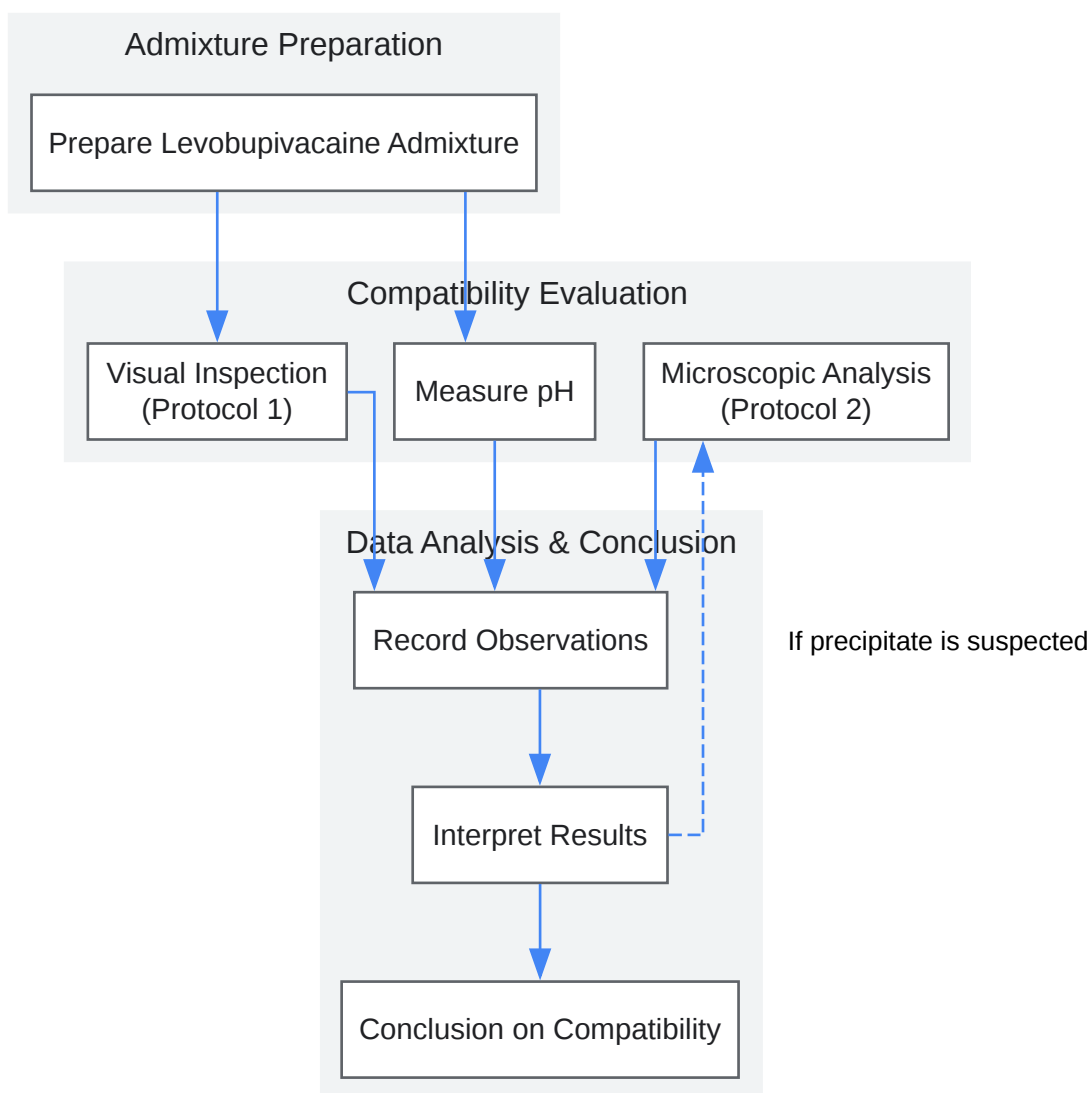 Admixture Preparation
Prepare Levobupivacaine Admixture
Compatibility Evaluation
Visual Inspection
(Protocol 1)
Measure pH
Microscopic Analysis
(Protocol 2)
Data Analysis & Conclusion
Record Observations
If precipitate is suspected
Interpret Results
Conclusion on Compatibility